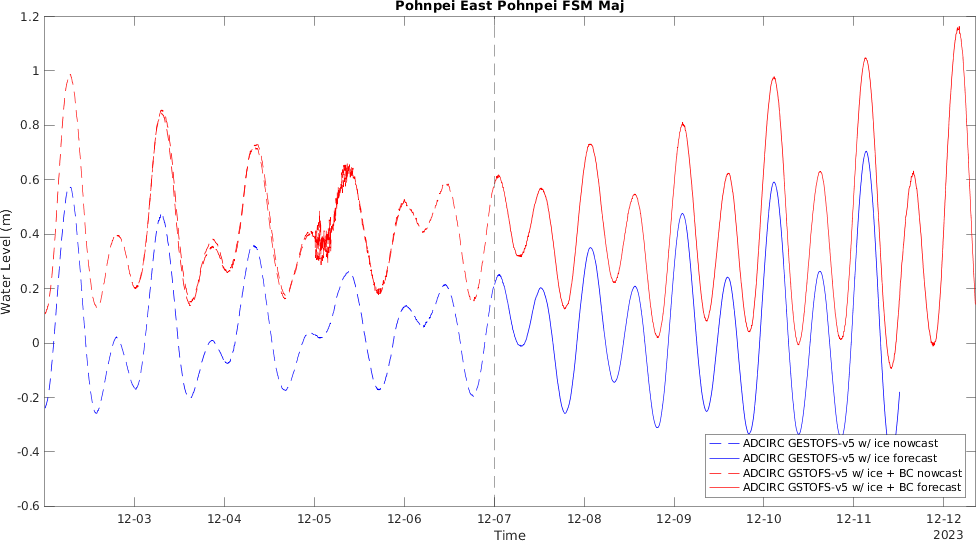 Pohnpei East Pohnpei FSM Maj
1.2
1
0.8
0.6
0.4
0.2
0
-0.2
-0.4
-0.6
Water Level (m)
ADCIRC GESTOFS-v5 w/ ice nowcast
ADCIRC GESTOFS-v5 w/ ice forecast
ADCIRC GSTOFS-v5 w/ ice + BC nowcast
ADCIRC GSTOFS-v5 w/ ice + BC forecast
12-03 12-04 12-05 12-06 12-07 12-08 12-09 12-10 12-11 12-12
Time 2023